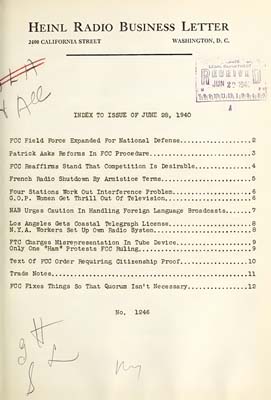 HEINL RADIO BUSINESS LETTER
2400 CALIFORNIA STREET WASHINGTON, D. C.
LEGAL DEPARTMENT
RECEIVED
JUN 29 1940
A
All
INDEX TO ISSUE OF JUNE 28, 1940
FCC Field Force Expanded For National Defense...............2
Patrick Asks Reforms In FCC Procedure.......................3
FCC Reaffirms Stand That Competition Is Desirable...........4
French Radio Shutdown By Armistice Terms....................5
Four Stations Work Out Interference Problem.................6
G.O.P. Women Get Thrill Out Of Television...................6
NAB Urges Caution In Handling Foreign Language Broadcasts...7
Los Angeles Gets Coastal Telegraph License..................8
N.Y.A. Workers Set Up Own Radio System......................8
FTC Charges Misrepresentation In Tube Device................9
Only One "Ham" Protests FCC Ruling..........................9
Text Of FCC Order Requiring Citizenship Proof..............10
Trade Notes................................................11
FCC Fixes Things So That Quorum Isn't Necessary............12
No. 1246